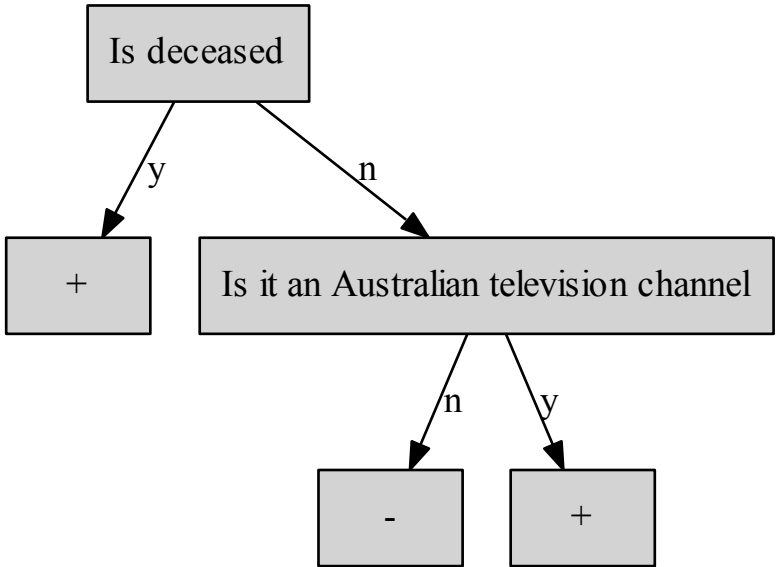 Is deceased
y
n
+
Is it an Australian television channel
n
y
-
+